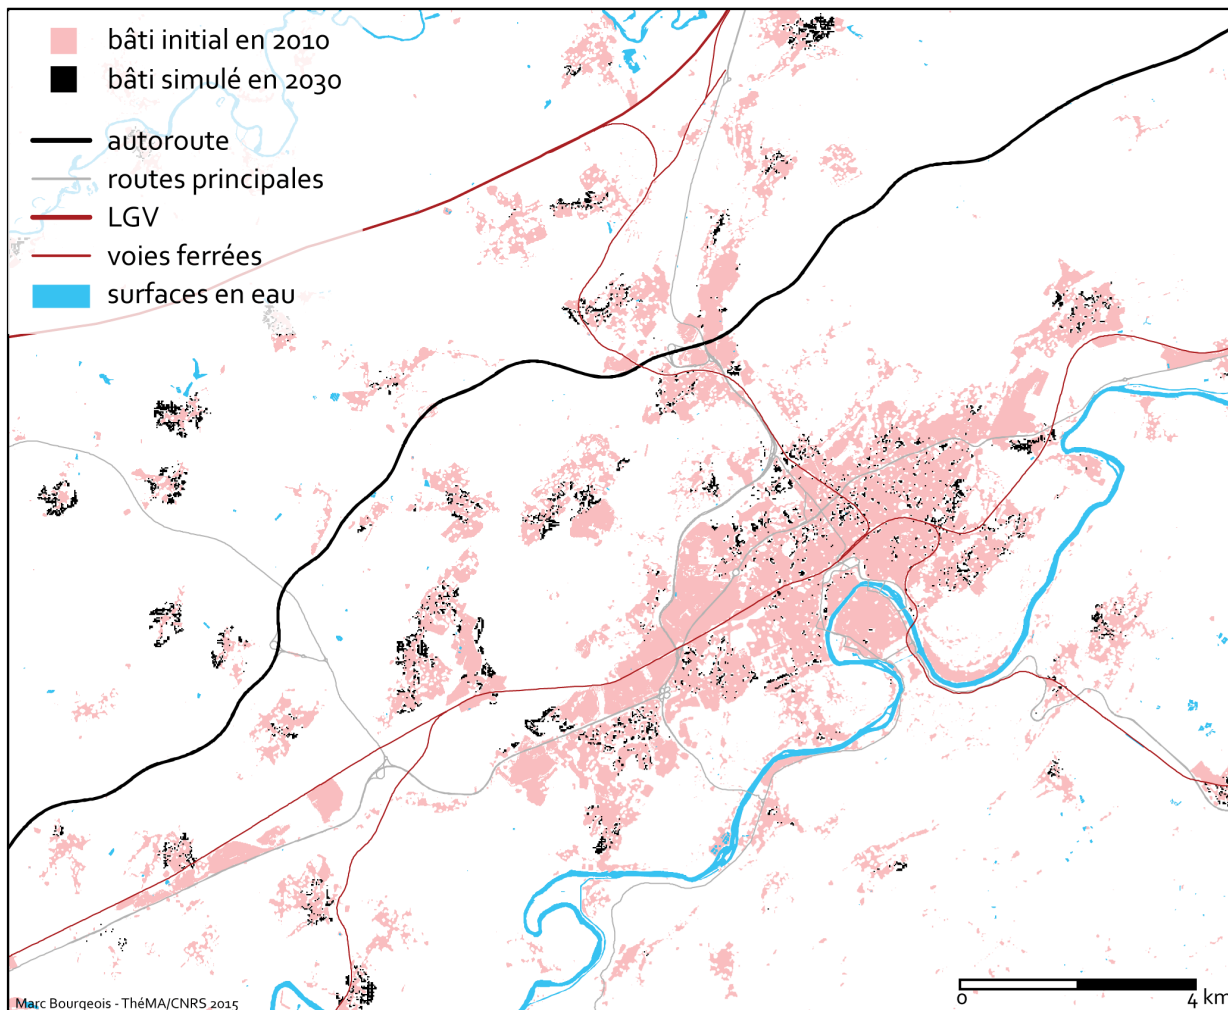 bâti initial en 2010
bâti simulé en 2030
autoroute
routes principales
LGV
voies ferrées
surfaces en eau
Marc Bourgeois - ThéMA/CNRS 2015
0 4 km